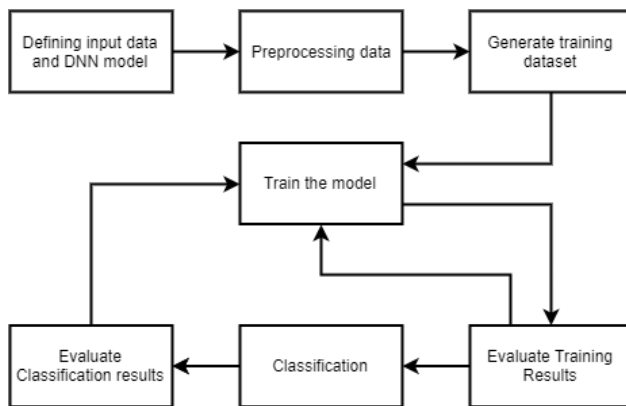 Defining input data
and DNN model
Preprocessing data
Generate training
dataset
Train the model
Evaluate
Classification results
Classification
Evaluate Training
Results